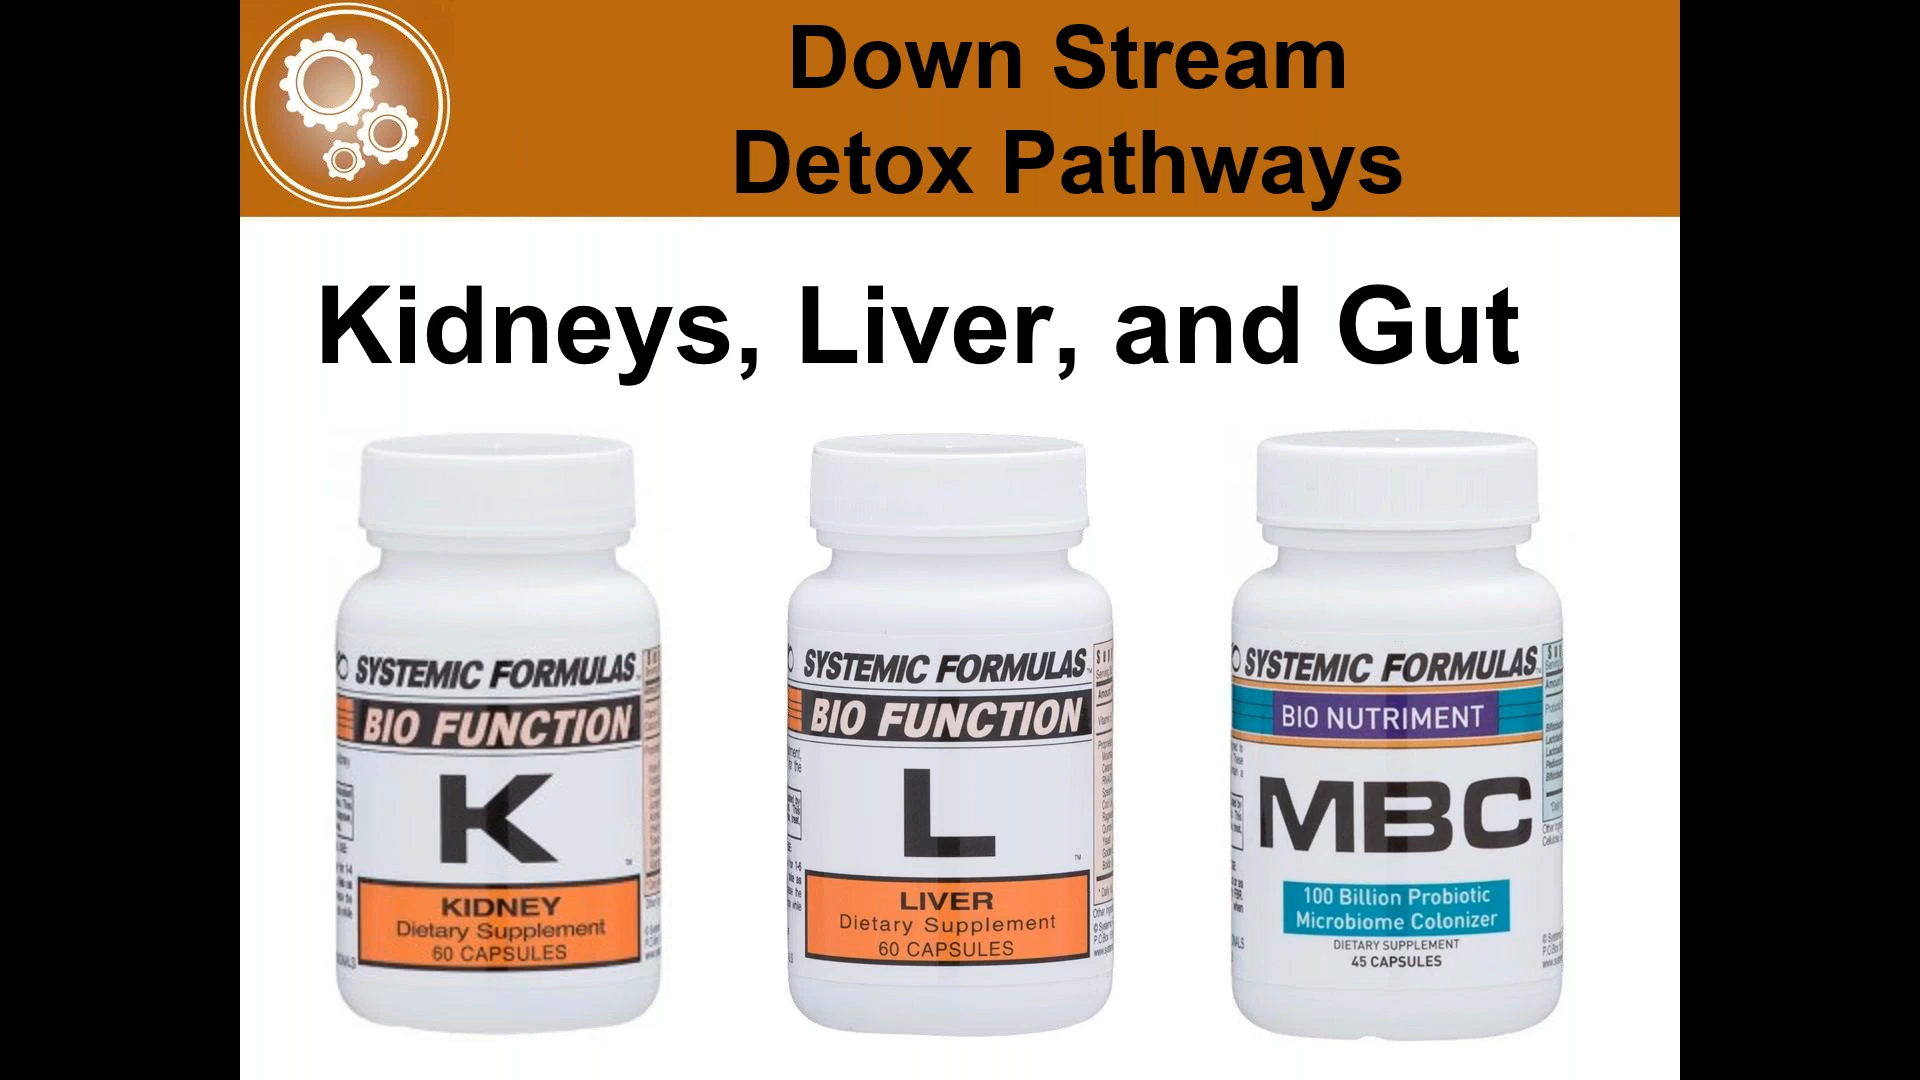 Down Stream
Detox Pathways
Kidneys, Liver, and Gut
SYSTEMIC FORMULAS
BIO FUNCTION
K
TM
KIDNEY
Dietary Supplement
60 CAPSULES
SYSTEMIC FORMULAS
BIO FUNCTION
L
TM
LIVER
Dietary Supplement
60 CAPSULES
SYSTEMIC FORMULAS
BIO NUTRIMENT
MBC
100 Billion Probiotic
Microbiome Colonizer
DIETARY SUPPLEMENT
45 CAPSULES